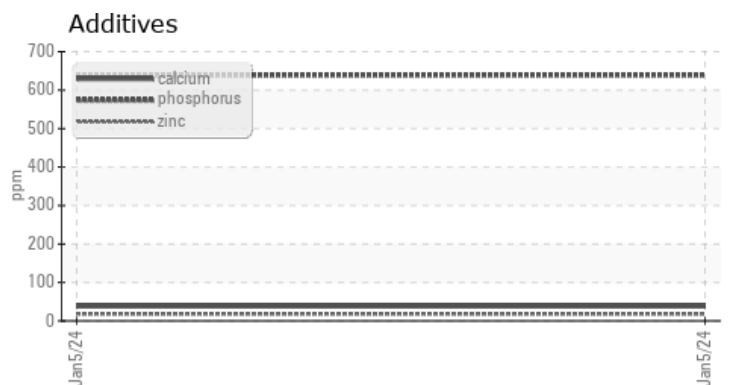 Additives
700
600
500
400
300
200
100
0
ppm
calcium
phosphorus
zinc
Jan5/24
Jan5/24